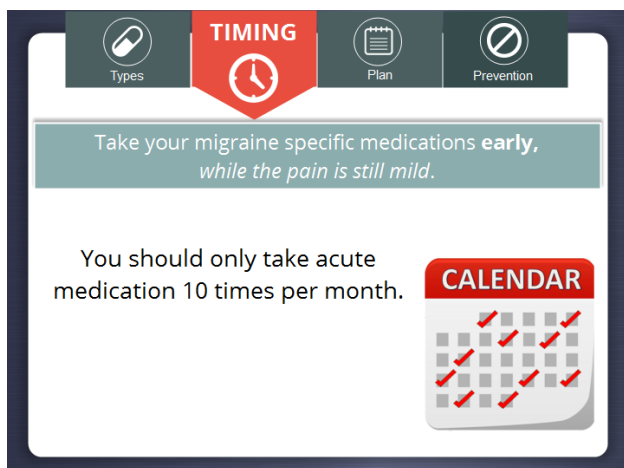 Types
TIMING
Plan
Prevention
Take your migraine specific medications early,
while the pain is still mild.
You should only take acute
medication 10 times per month.
CALENDAR